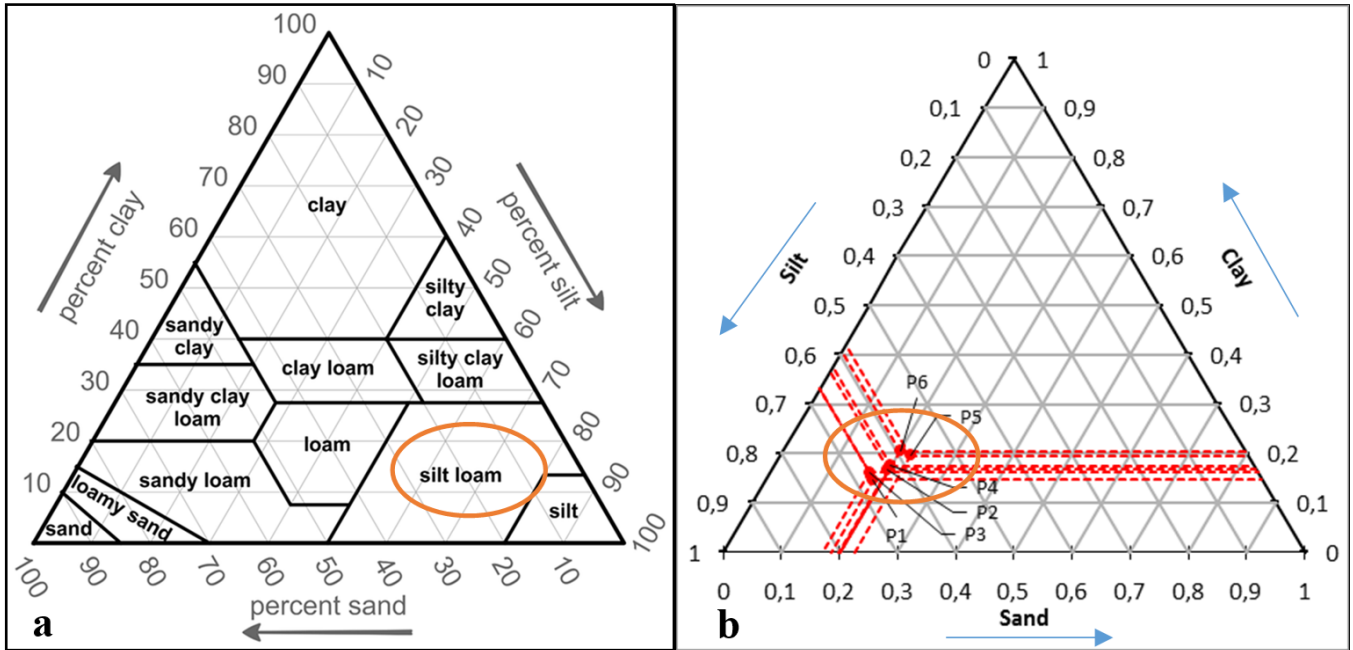 100
90
80
70
60
50
40
30
20
10
10
20
30
40
50
60
70
80
90
100
percent clay
percent silt
clay
silty
clay
sandy
clay
clay loam
silty clay
loam
sandy clay
loam
loam
silt loam
sandy loam
loamy sand
sand
silt
100
90
80
70
60
50
40
30
20
10
percent sand
a
0
0,1
0,2
0,3
0,4
0,5
0,6
0,7
0,8
0,9
1
1
0,9
0,8
0,7
0,6
0,5
0,4
0,3
0,2
0,1
0
Silt
Clay
P6
P5
P4
P2
P3
P1
0 0,1 0,2 0,3 0,4 0,5 0,6 0,7 0,8 0,9 1
Sand
b